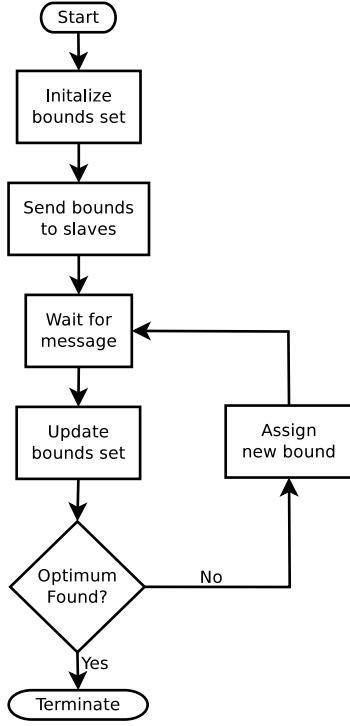 Start
Initalize
bounds set
Send bounds
to slaves
Wait for
message
Update
bounds set
Assign
new bound
Optimum
Found?
No
Yes
Terminate